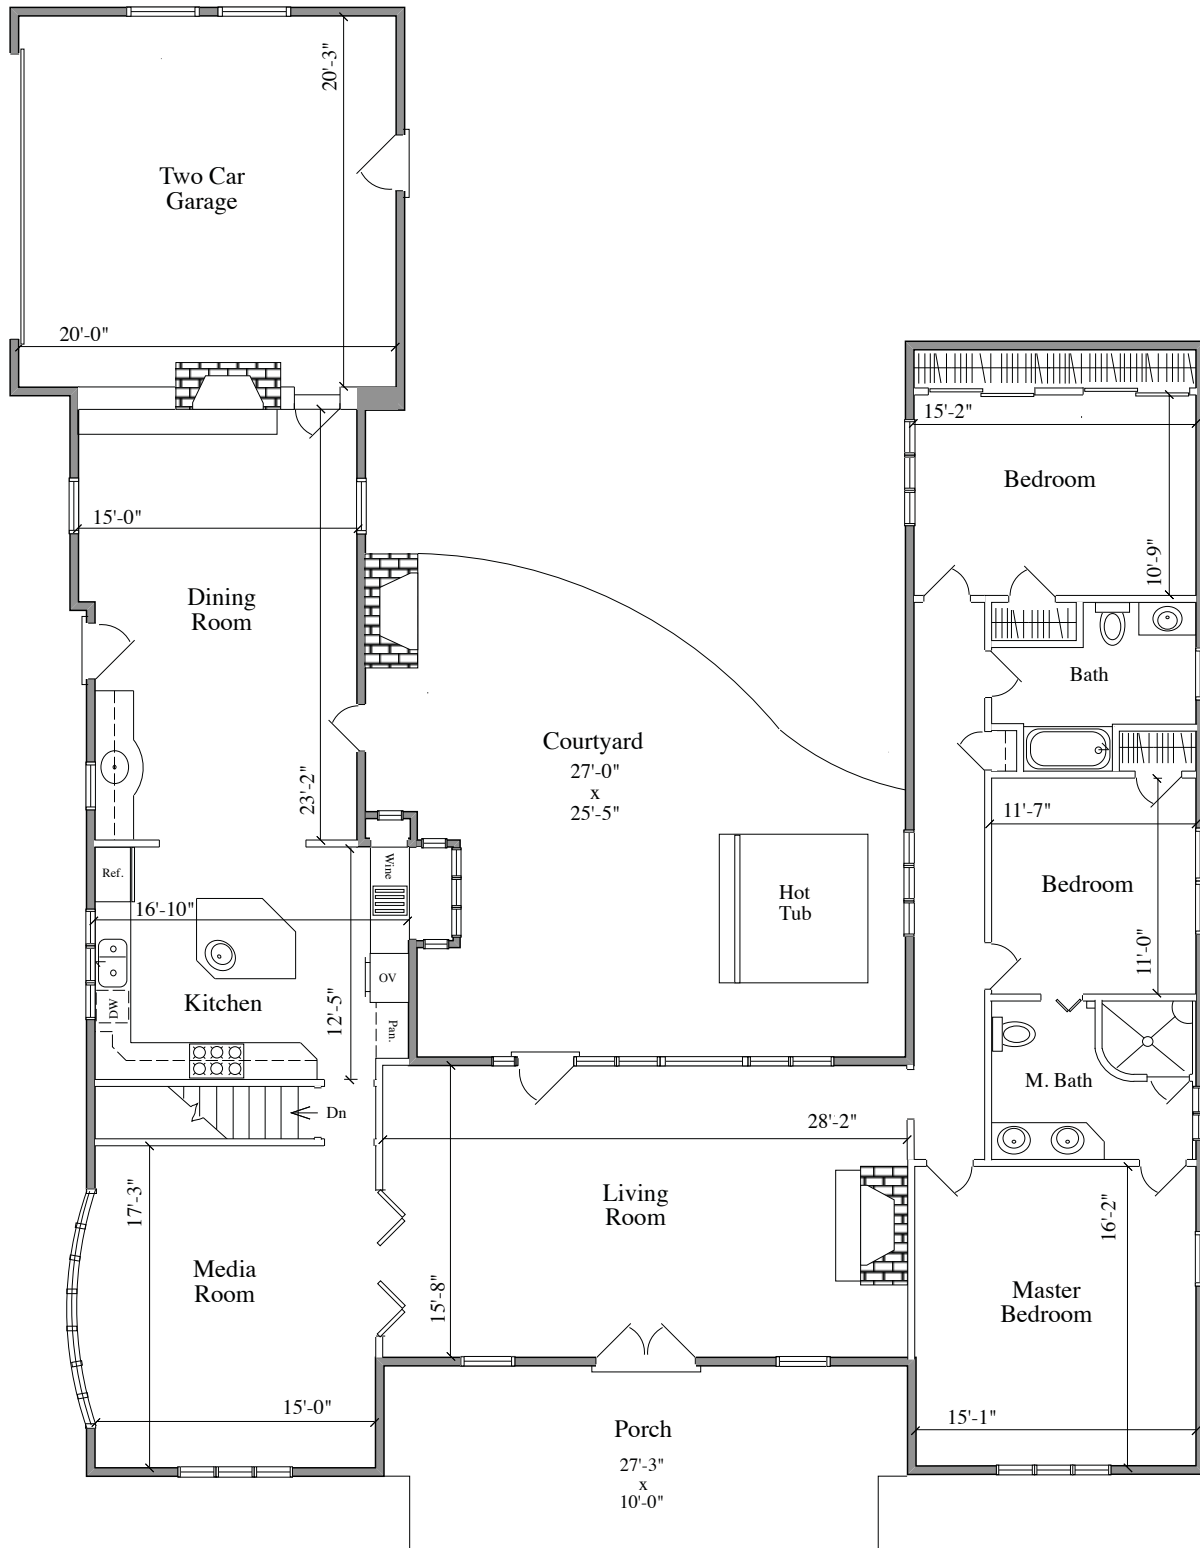 20'-3"
Two Car
Garage
20'-0"
15'-2"
Bedroom
10'-9"
15'-0"
Dining
Room
23'-2"
Courtyard
27'-0"
x
25'-5"
Bath
11'-7"
Bedroom
11'-0"
Hot
Tub
Ref.
Wine
16'-10"
OV
Kitchen
DW
12'-5"
Pan.
Dn
M. Bath
28'-2"
17'-3"
Living
Room
16'-2"
Media
Room
15'-8"
Master
Bedroom
15'-0"
15'-1"
Porch
27'-3"
x
10'-0"